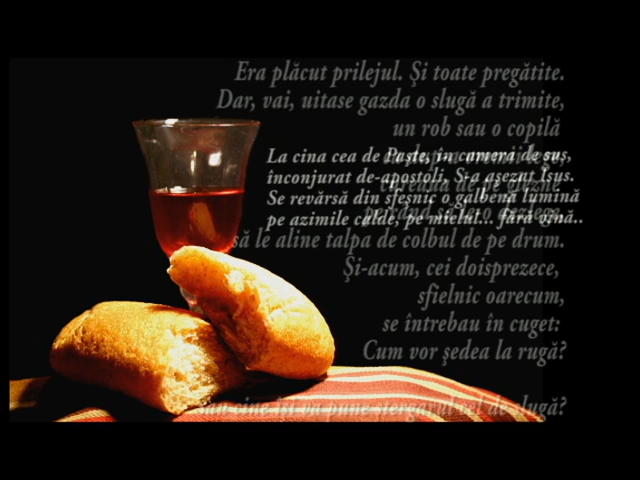 Era plăcut prilejul. Şi toate pregătite.
Dar, vai, uitase gazda o slugă a trimite,
un rob sau o copilă
La cina cea de Paşte, în camera de sus,
înconjurat de-apostoli, S-a aşezat Isus.
Se revărsă din sfeşnic o galbenă lumină
pe azimile calde, pe mielul... fără vină..
să le aline talpa de colbul de pe drum.
Şi-acum, cei doisprezece,
sfielnic oarecum,
se întrebau în cuget:
Cum vor şedea la rugă?
sau cine îşi va pune ştergarul cel de slugă?